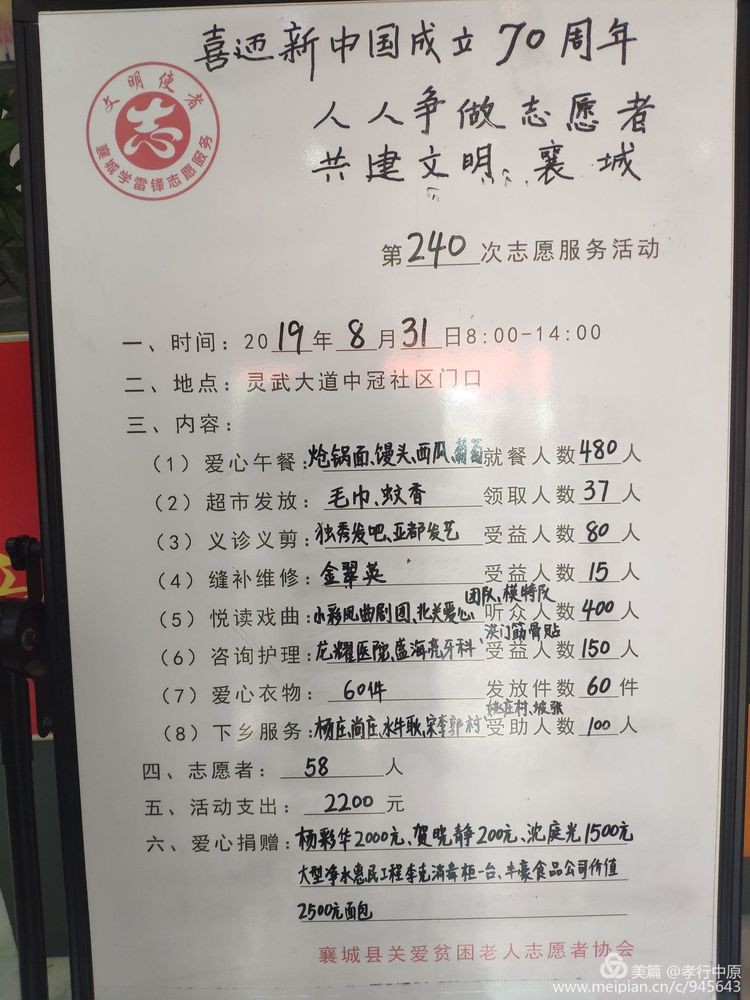 喜迎新中国成立70周年
文明使者
志
襄城学雷锋志愿服务
人人争做志愿者
共建文明、襄城
第240次志愿服务活动
一、时间：2019年8月31日8:00-14:00
二、地点：灵武大道中冠社区门口
三、内容：
（1）爱心午餐：炝锅面、馒头、西瓜、葡萄就餐人数480人
（2）超市发放：毛巾、蚊香 领取人数37人
（3）义诊义剪：独秀发吧、亚都发艺 受益人数80人
（4）缝补维修：金翠英 受益人数15人
团队、模特队
（5）悦读戏曲：小彩凤曲剧团、北关爱心 听众人数400人
洪门筋骨贴
（6）咨询护理：龙耀医院、盛海亮牙科、受益人数150人
（7）爱心衣物：60件 发放件数60件
姚庄村、坡张
（8）下乡服务：杨庄、尚庄、水牛耿、宋李郭村 受助人数100人
四、志愿者：58人
五、活动支出：2200元
六、爱心捐赠：杨彩华2000元、贺晓静200元、沈庭光1500元
大型净水惠民工程李克消毒柜一台、丰豪食品公司价值
2500元面包
襄城县关爱贫困老人志愿者协会
美篇 @孝行中原
www.meipian.cn/c/945643